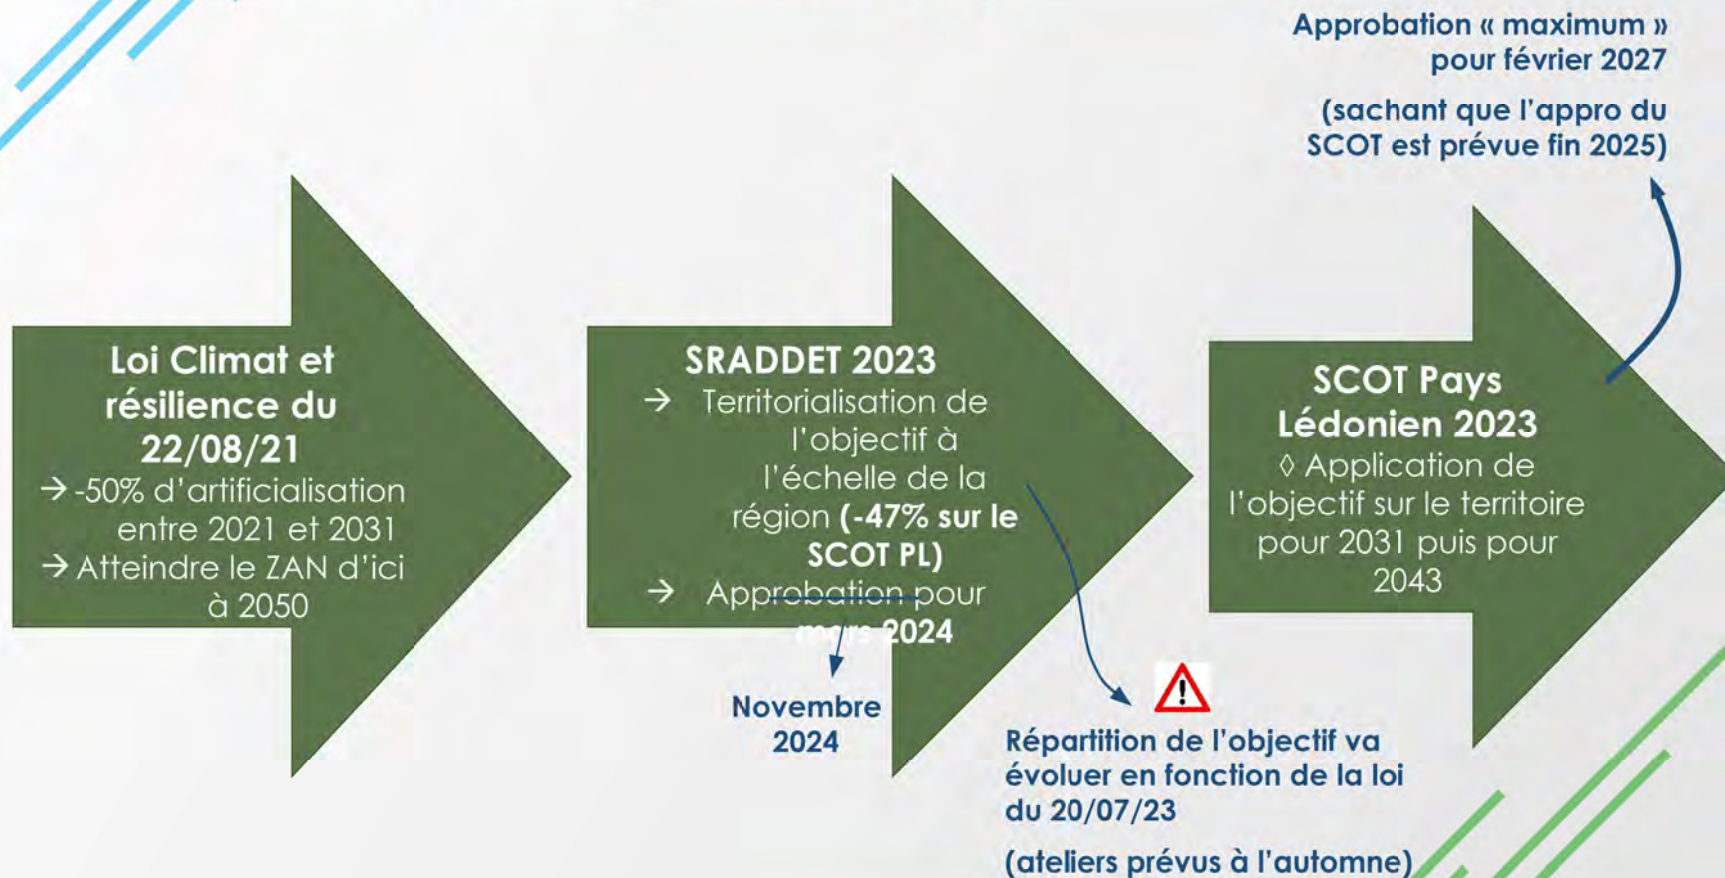 Approbation « maximum »
pour février 2027
(sachant que l'appro du
SCOT est prévue fin 2025)
Loi Climat et
résilience du
22/08/21
→ -50% d'artificialisation
entre 2021 et 2031
→ Atteindre le ZAN d'ici
à 2050
SRADDET 2023
→ Territorialisation de
l'objectif à
l'échelle de la
région (-47% sur le
SCOT PL)
→ Approbation pour
mars 2024
Novembre
2024
Répartition de l'objectif va
évoluer en fonction de la loi
du 20/07/23
(ateliers prévus à l'automne)
SCOT Pays
Lédonien 2023
◊ Application de
l'objectif sur le territoire
pour 2031 puis pour
2043